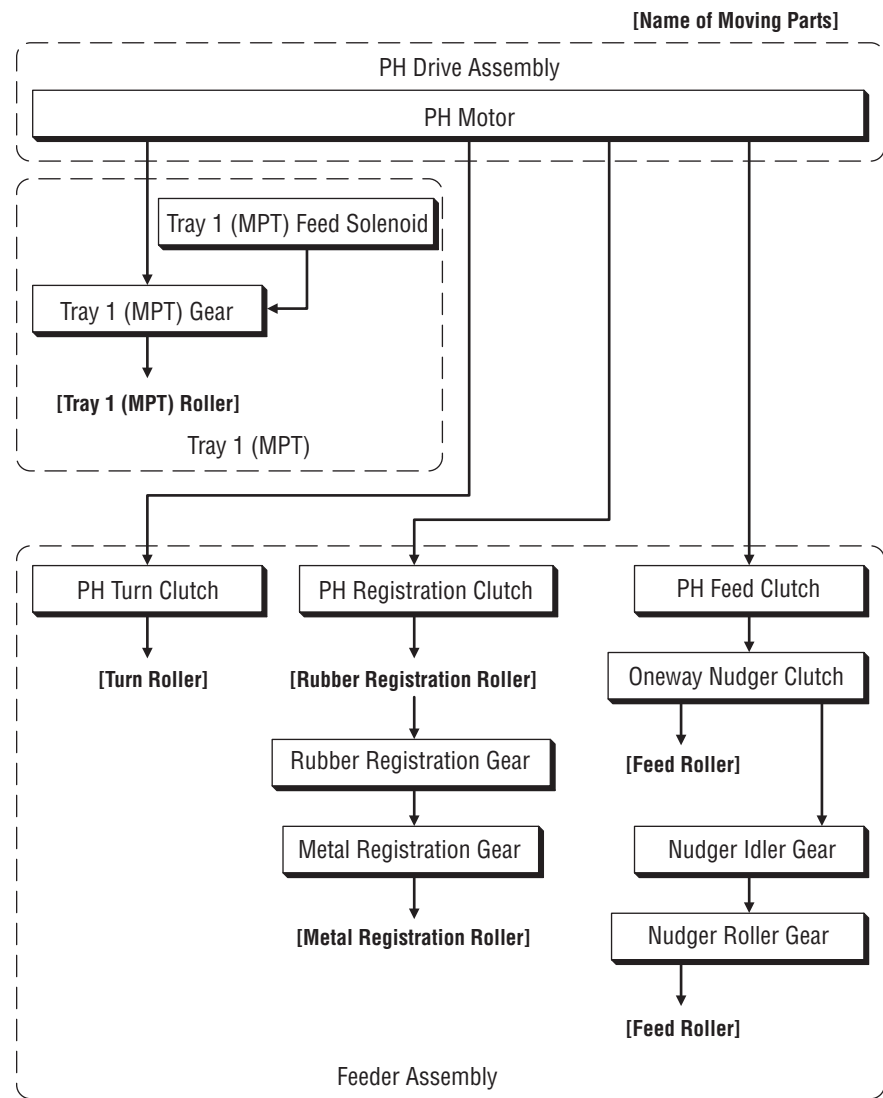 [Name of Moving Parts]
PH Drive Assembly
PH Motor
Tray 1 (MPT) Feed Solenoid
Tray 1 (MPT) Gear
[Tray 1 (MPT) Roller]
Tray 1 (MPT)
PH Turn Clutch
PH Registration Clutch
PH Feed Clutch
[Turn Roller]
[Rubber Registration Roller]
Oneway Nudger Clutch
Rubber Registration Gear
[Feed Roller]
Metal Registration Gear
Nudger Idler Gear
[Metal Registration Roller]
Nudger Roller Gear
[Feed Roller]
Feeder Assembly